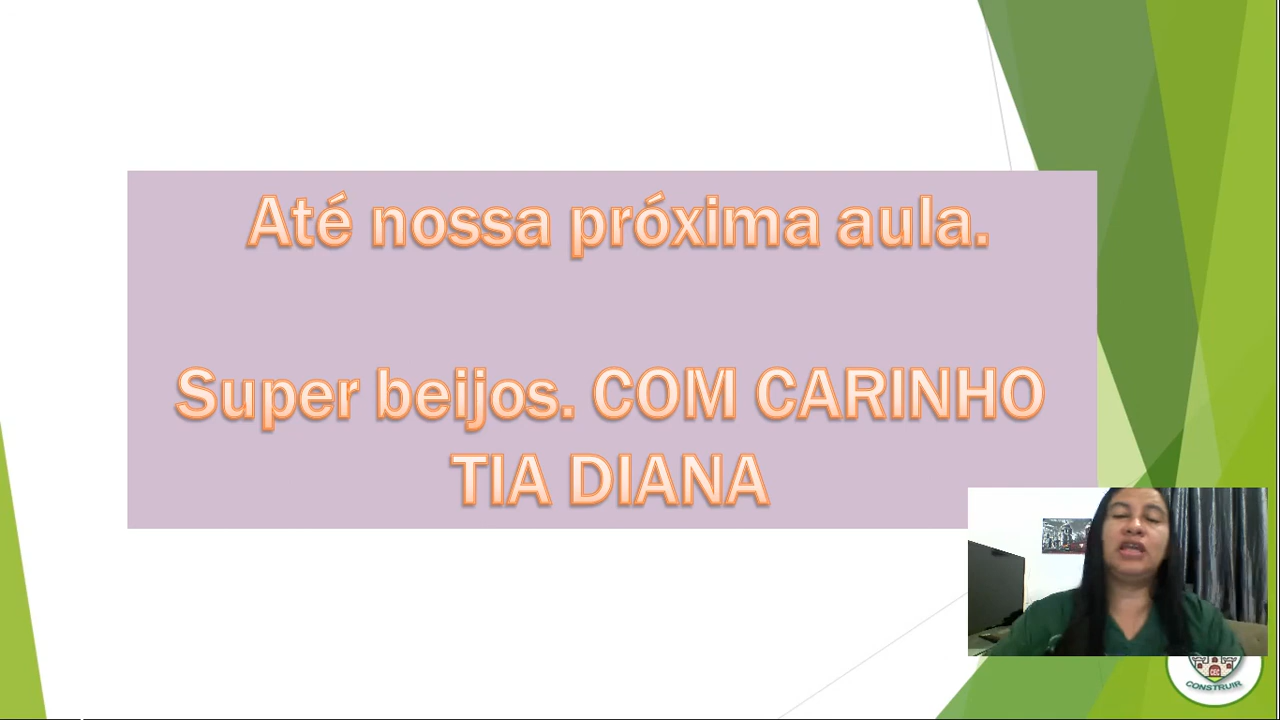 Até nossa próxima aula.
Super beijos. COM CARINHO
TIA DIANA
CONSTRUIR